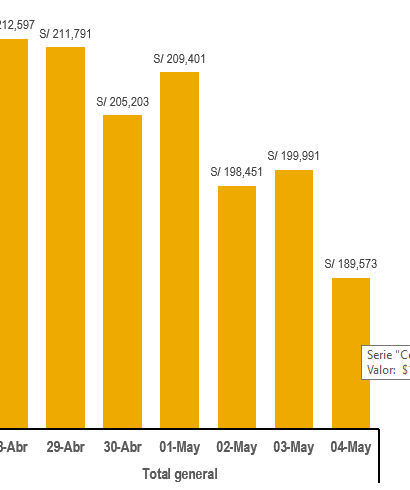 212,597
S/ 211,791
S/ 205,203
S/ 209,401
S/ 198,451
S/ 199,991
S/ 189,573
Serie "C
Valor: $
-Abr
29-Abr
30-Abr
01-May
02-May
03-May
04-May
Total general